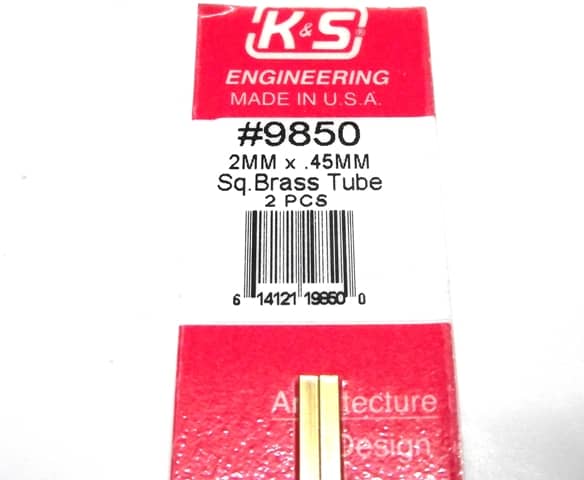 K&S®
ENGINEERING
MADE IN U.S.A.
#9850
2MM x .45MM
Sq.Brass Tube
2 PCS
6 14121 19850 0
Design